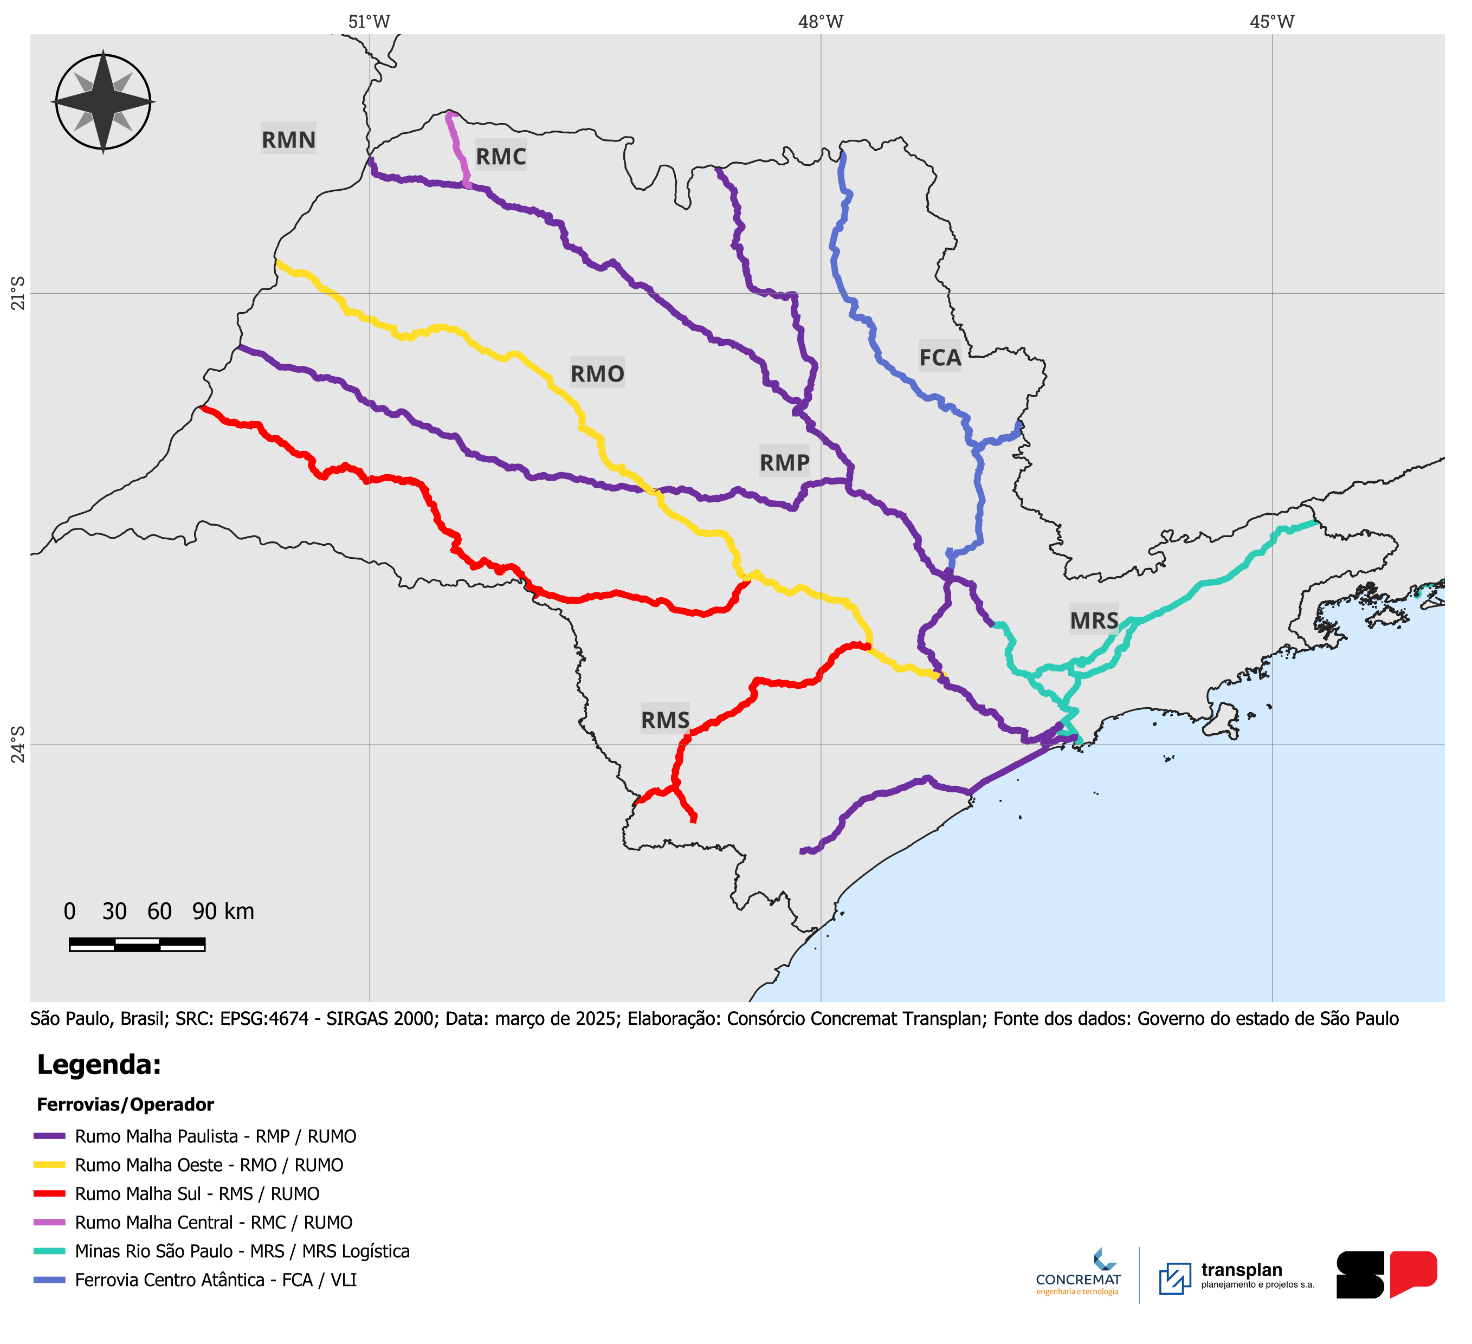 51°W 48°W 45°W
RMN
RMC
21°S
FCA
RMO
RMP
MRS
RMS
24°S
0 30 60 90 km
São Paulo, Brasil; SRC: EPSG:4674 - SIRGAS 2000; Data: março de 2025; Elaboração: Consórcio Concremat Transplan; Fonte dos dados: Governo do estado de São Paulo
Legenda:
Ferrovias/Operador
Rumo Malha Paulista - RMP / RUMO
Rumo Malha Oeste - RMO / RUMO
Rumo Malha Sul - RMS / RUMO
Rumo Malha Central - RMC / RUMO
Minas Rio São Paulo - MRS / MRS Logística
Ferrovia Centro Atântica - FCA / VLI
CONCREMAT
engenharia e tecnologia
transplan
planejamento e projetos s.a.
SP